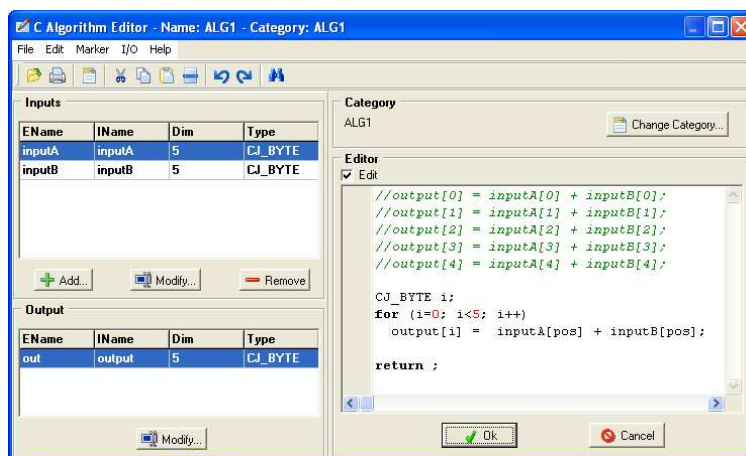 C Algorithm Editor - Name: ALG1 - Category: ALG1
File Edit Marker I/O Help
Inputs
EName IName Dim Type
inputA inputA 5 CJ_BYTE
inputB inputB 5 CJ_BYTE
Add... Modify... Remove
Output
EName IName Dim Type
out output 5 CJ_BYTE
Modify...
Category
ALG1 Change Category...
Editor
Edit
//output[0] = inputA[0] + inputB[0];
//output[1] = inputA[1] + inputB[1];
//output[2] = inputA[2] + inputB[2];
//output[3] = inputA[3] + inputB[3];
//output[4] = inputA[4] + inputB[4];
CJ_BYTE i;
for (i=0; i<5; i++)
output[i] = inputA[pos] + inputB[pos];
return ;
Ok Cancel